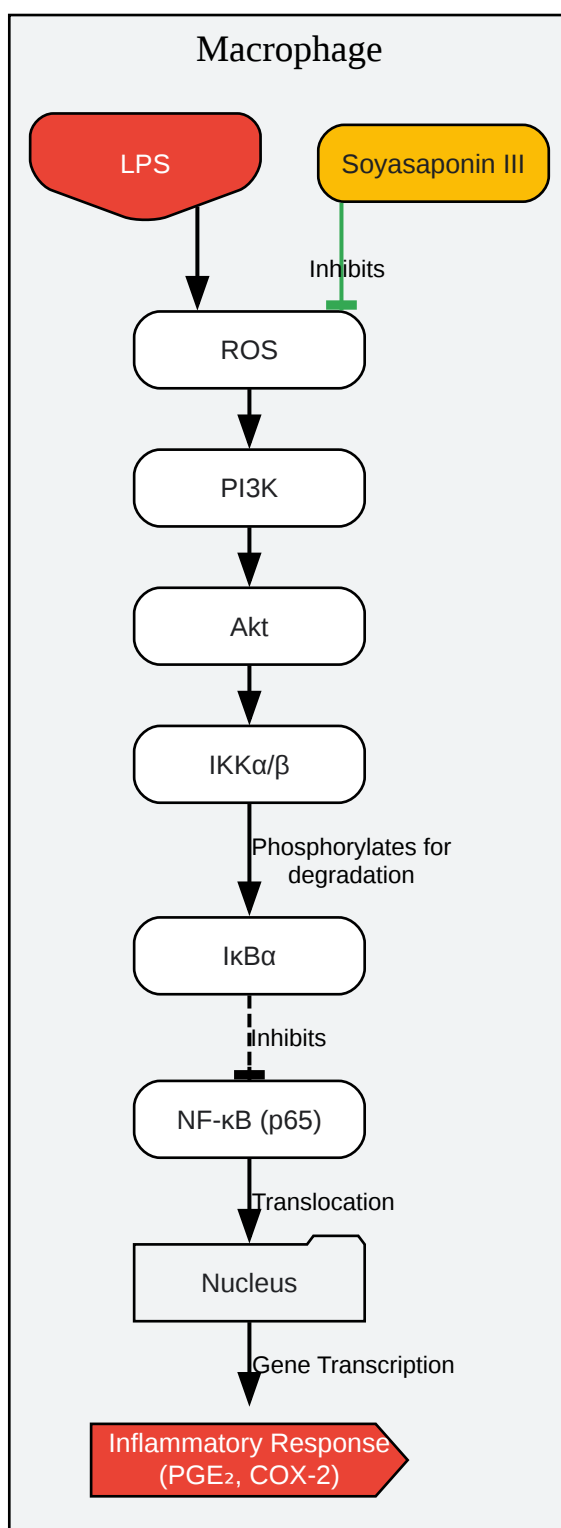 Macrophage
LPS
Soyasaponin III
Inhibits
ROS
PI3K
Akt
IKKα/β
Phosphorylates for
degradation
IκBα
Inhibits
NF-κB (p65)
Translocation
Nucleus
Gene Transcription
Inflammatory Response
(PGE₂, COX-2)